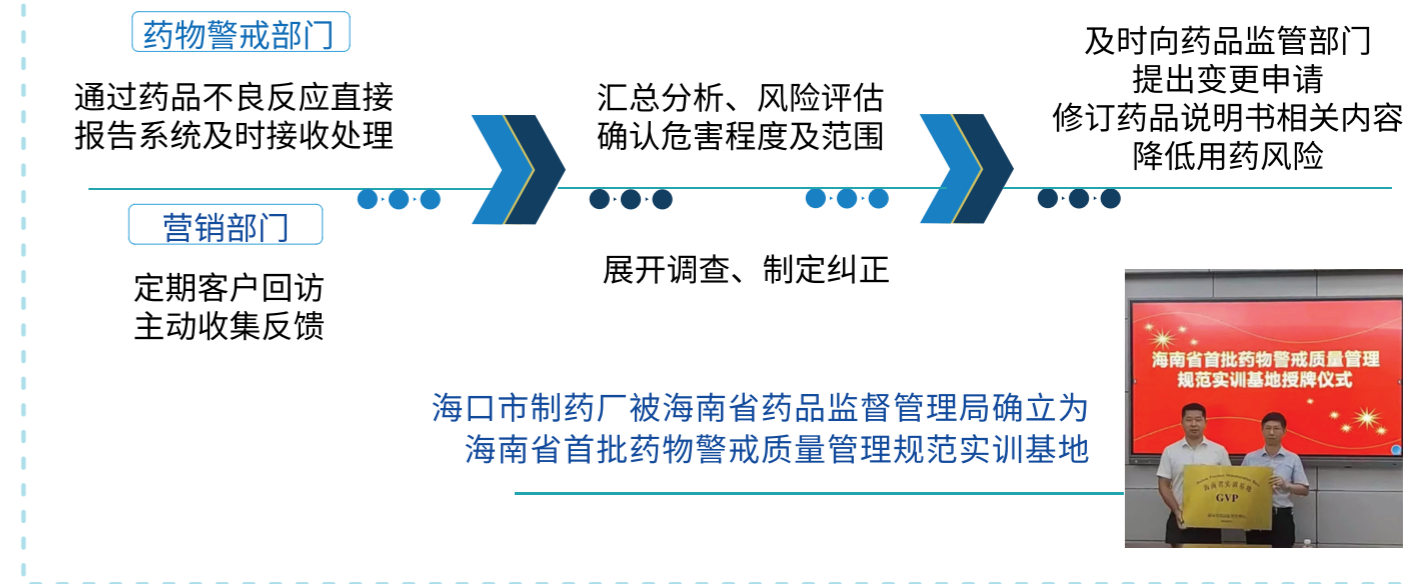 药物警戒部门
通过药品不良反应直接
报告系统及时接收处理
汇总分析、风险评估
确认危害程度及范围
及时向药品监管部门
提出变更申请
修订药品说明书相关内容
降低用药风险
营销部门
定期客户回访
主动收集反馈
展开调查、制定纠正
海口市制药厂被海南省药品监督管理局确立为
海南省首批药物警戒质量管理规范实训基地
海南省首批药物警戒质量管理
规范实训基地授牌仪式
海南省实训基地
GVP